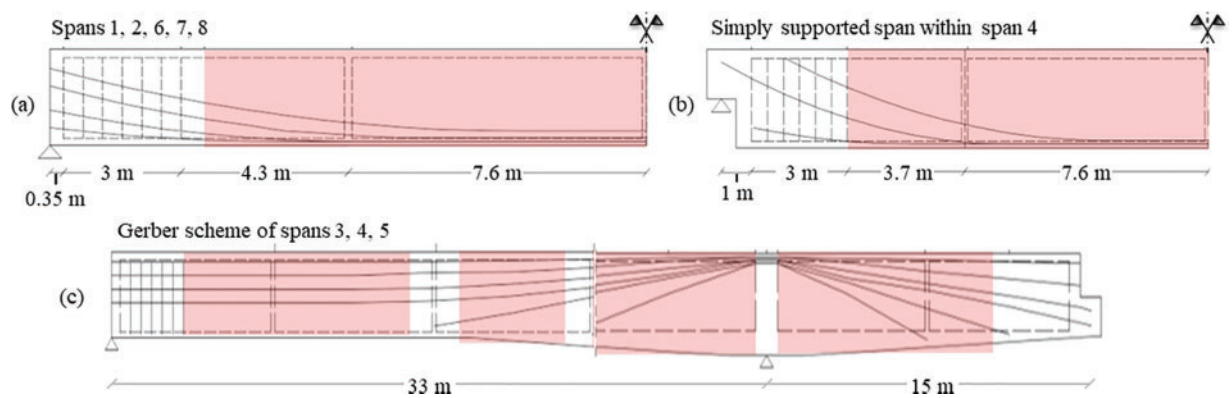 Spans 1, 2, 6, 7, 8
Simply supported span within span 4
(a)
(b)
3 m
4.3 m
7.6 m
0.35 m
3 m
3.7 m
7.6 m
1 m
Gerber scheme of spans 3, 4, 5
(c)
33 m
15 m